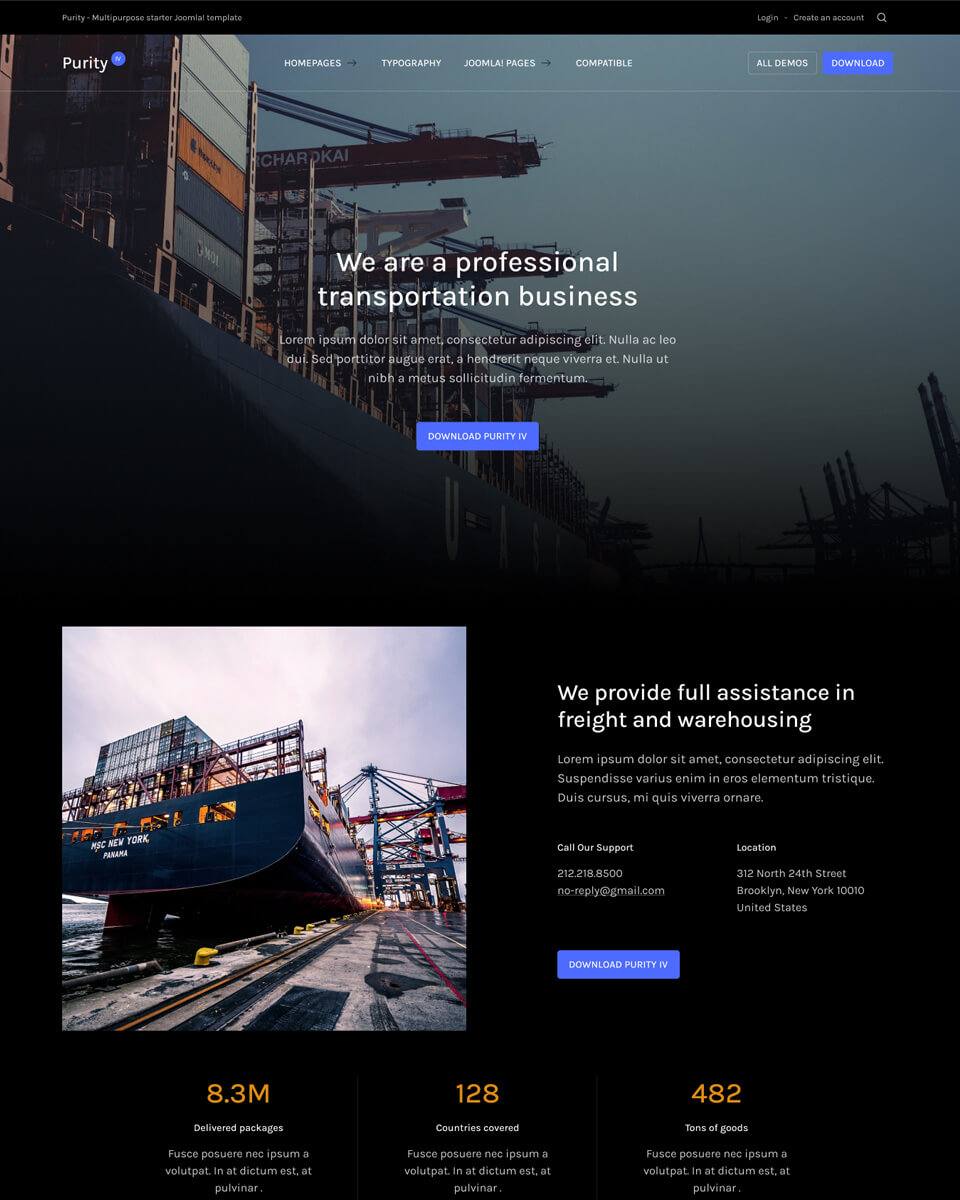 Purity - Multipurpose starter Joomla! template
Login - Create an account
Purity IV
HOMEPAGES → TYPOGRAPHY JOOMLA! PAGES → COMPATIBLE
ALL DEMOS DOWNLOAD
We are a professional
transportation business
Lorem ipsum dolor sit amet, consectetur adipiscing elit. Nulla ac leo
dui. Sed porttitor augue erat, a hendrerit neque viverra et. Nulla ut
nibh a metus sollicitudin fermentum.
DOWNLOAD PURITY IV
U A S
MOL
MSC NEW YORK
PANAMA
We provide full assistance in
freight and warehousing
Lorem ipsum dolor sit amet, consectetur adipiscing elit.
Suspendisse varius enim in eros elementum tristique.
Duis cursus, mi quis viverra ornare.
Call Our Support
212.218.8500
no-reply@gmail.com
Location
312 North 24th Street
Brooklyn, New York 10010
United States
DOWNLOAD PURITY IV
8.3M
Delivered packages
Fusce posuere nec ipsum a
volutpat. In at dictum est, at
pulvinar .
128
Countries covered
Fusce posuere nec ipsum a
volutpat. In at dictum est, at
pulvinar .
482
Tons of goods
Fusce posuere nec ipsum a
volutpat. In at dictum est, at
pulvinar .